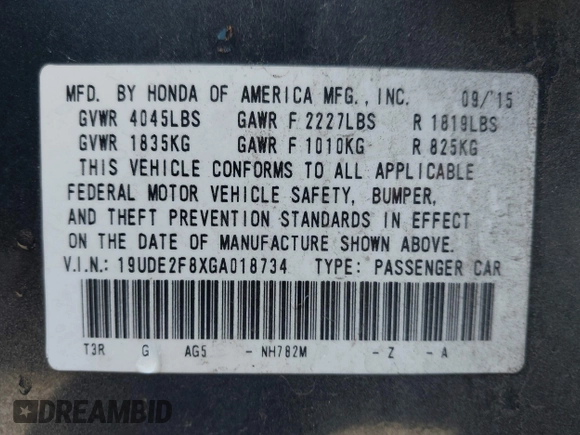 MFD. BY HONDA OF AMERICA MFG., INC. 09/'15
GVWR 4045LBS GAWR F 2227LBS R 1819LBS
GVWR 1835KG GAWR F 1010KG R 825KG
THIS VEHICLE CONFORMS TO ALL APPLICABLE
FEDERAL MOTOR VEHICLE SAFETY, BUMPER,
AND THEFT PREVENTION STANDARDS IN EFFECT
ON THE DATE OF MANUFACTURE SHOWN ABOVE.
V.I.N.: 19UDE2F8XGA018734 TYPE: PASSENGER CAR
T3R G AG5 - NH782M - Z - A
DREAMBID